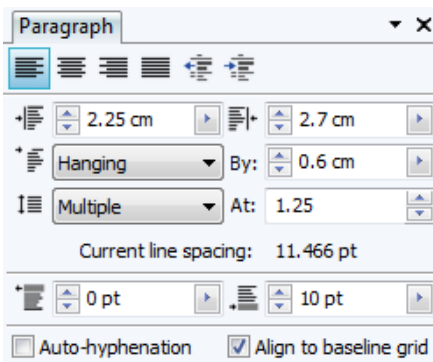 Paragraph
2.25 cm 2.7 cm
Hanging By: 0.6 cm
Multiple At: 1.25
Current line spacing: 11.466 pt
0 pt 10 pt
Auto-hyphenation Align to baseline grid